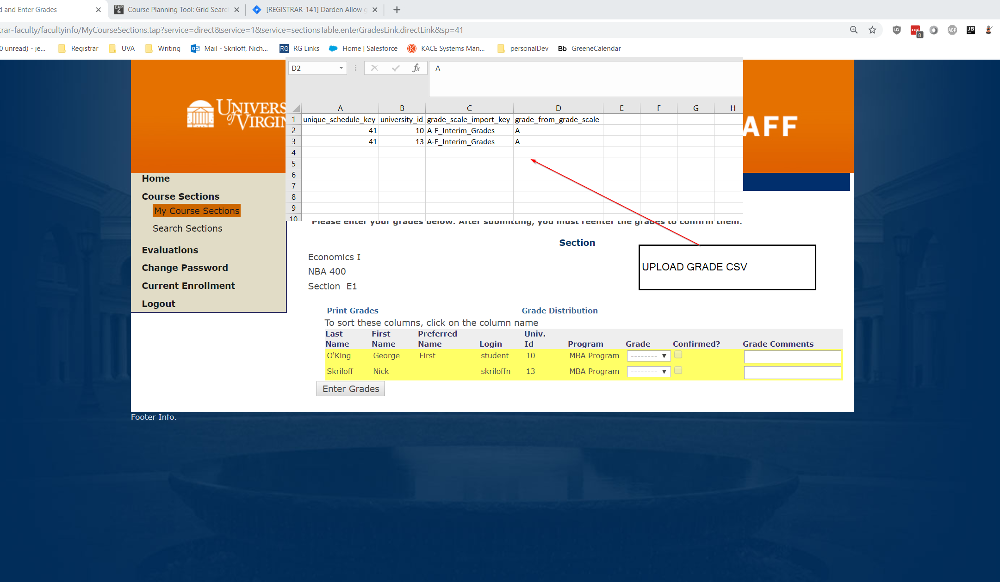 d and Enter Grades
EAP 6 Course Planning Tool: Grid Searc
[REGISTRAR-141] Darden Allow g
rar-faculty/facultyinfo/MyCourseSections.tap?service=direct&service=1&service=sectionsTable.enterGradesLink.directLink&sp=41
8
ABP
JB
0 unread) - je...
Registrar
UVA
Writing
Mail - Skriloff, Nich...
RG RG Links
Home | Salesforce
KACE Systems Man...
personalDev
Bb GreeneCalendar
D2
fx
A
UNIVERS
of VIRGIN
AFF
A B C D E F G H
1 unique_schedule_key university_id grade_scale_import_key grade_from_grade_scale
2 41 10 A-F_Interim_Grades A
3 41 13 A-F_Interim_Grades A
4
5
6
7
8
9
10
Home
Course Sections
My Course Sections
Search Sections
Evaluations
Change Password
Current Enrollment
Logout
Please enter your grades below. After submitting, you must reenter the grades to confirm them.
Section
Economics I
NBA 400
Section E1
UPLOAD GRADE CSV
Print Grades Grade Distribution
To sort these columns, click on the column name
Last Name First Name Preferred Name Login Univ. Id Program Grade Confirmed? Grade Comments
O'King George First student 10 MBA Program --------
Skriloff Nick skriloffn 13 MBA Program --------
Enter Grades
Footer Info.